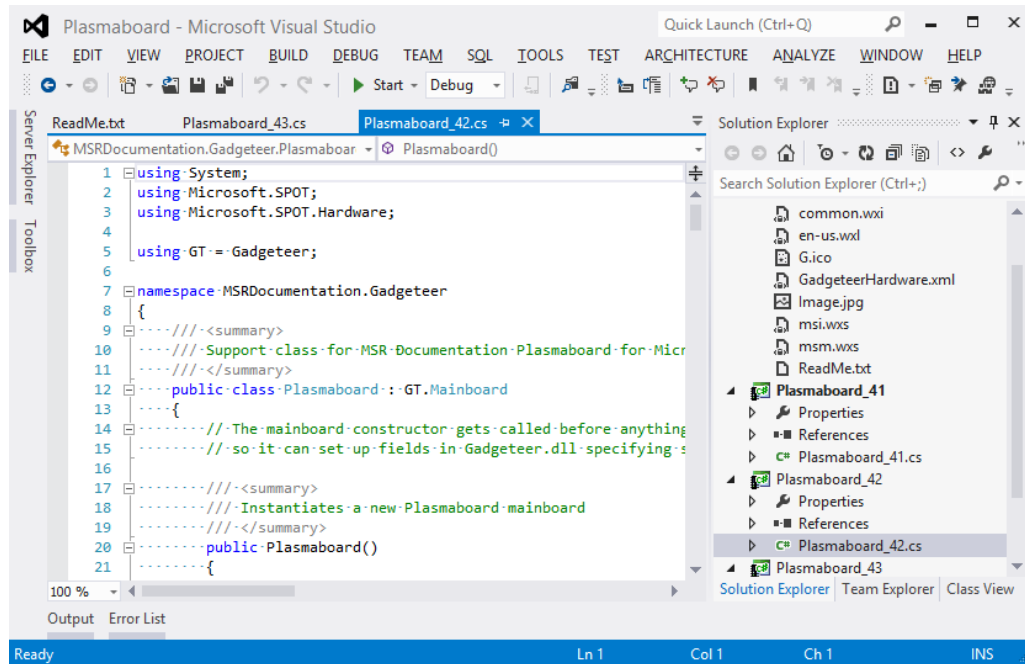 Plasmaboard - Microsoft Visual Studio
Quick Launch (Ctrl+Q)
FILE EDIT VIEW PROJECT BUILD DEBUG TEAM SQL TOOLS TEST ARCHITECTURE ANALYZE WINDOW HELP
Start Debug
Server Explorer
Toolbox
ReadMe.txt Plasmaboard_43.cs Plasmaboard_42.cs
MSRDocumentation.Gadgeteer.Plasmaboar Plasmaboard()
1 using System;
2 using Microsoft.SPOT;
3 using Microsoft.SPOT.Hardware;
4
5 using GT = Gadgeteer;
6
7 namespace MSRDocumentation.Gadgeteer
8 {
9 /// <summary>
10 /// Support class for MSR Documentation Plasmaboard for Micr
11 /// </summary>
12 public class Plasmaboard : GT.Mainboard
13 {
14 // The mainboard constructor gets called before anything
15 // so it can set up fields in Gadgeteer.dll specifying s
16
17 /// <summary>
18 /// Instantiates a new Plasmaboard mainboard
19 /// </summary>
20 public Plasmaboard()
21 {
100 %
Solution Explorer
Search Solution Explorer (Ctrl+;)
common.wxi
en-us.wxl
G.ico
GadgeteerHardware.xml
Image.jpg
msi.wxs
msm.wxs
ReadMe.txt
Plasmaboard_41
Properties
References
C# Plasmaboard_41.cs
Plasmaboard_42
Properties
References
C# Plasmaboard_42.cs
Plasmaboard_43
Solution Explorer Team Explorer Class View
Output Error List
Ready Ln 1 Col 1 Ch 1 INS